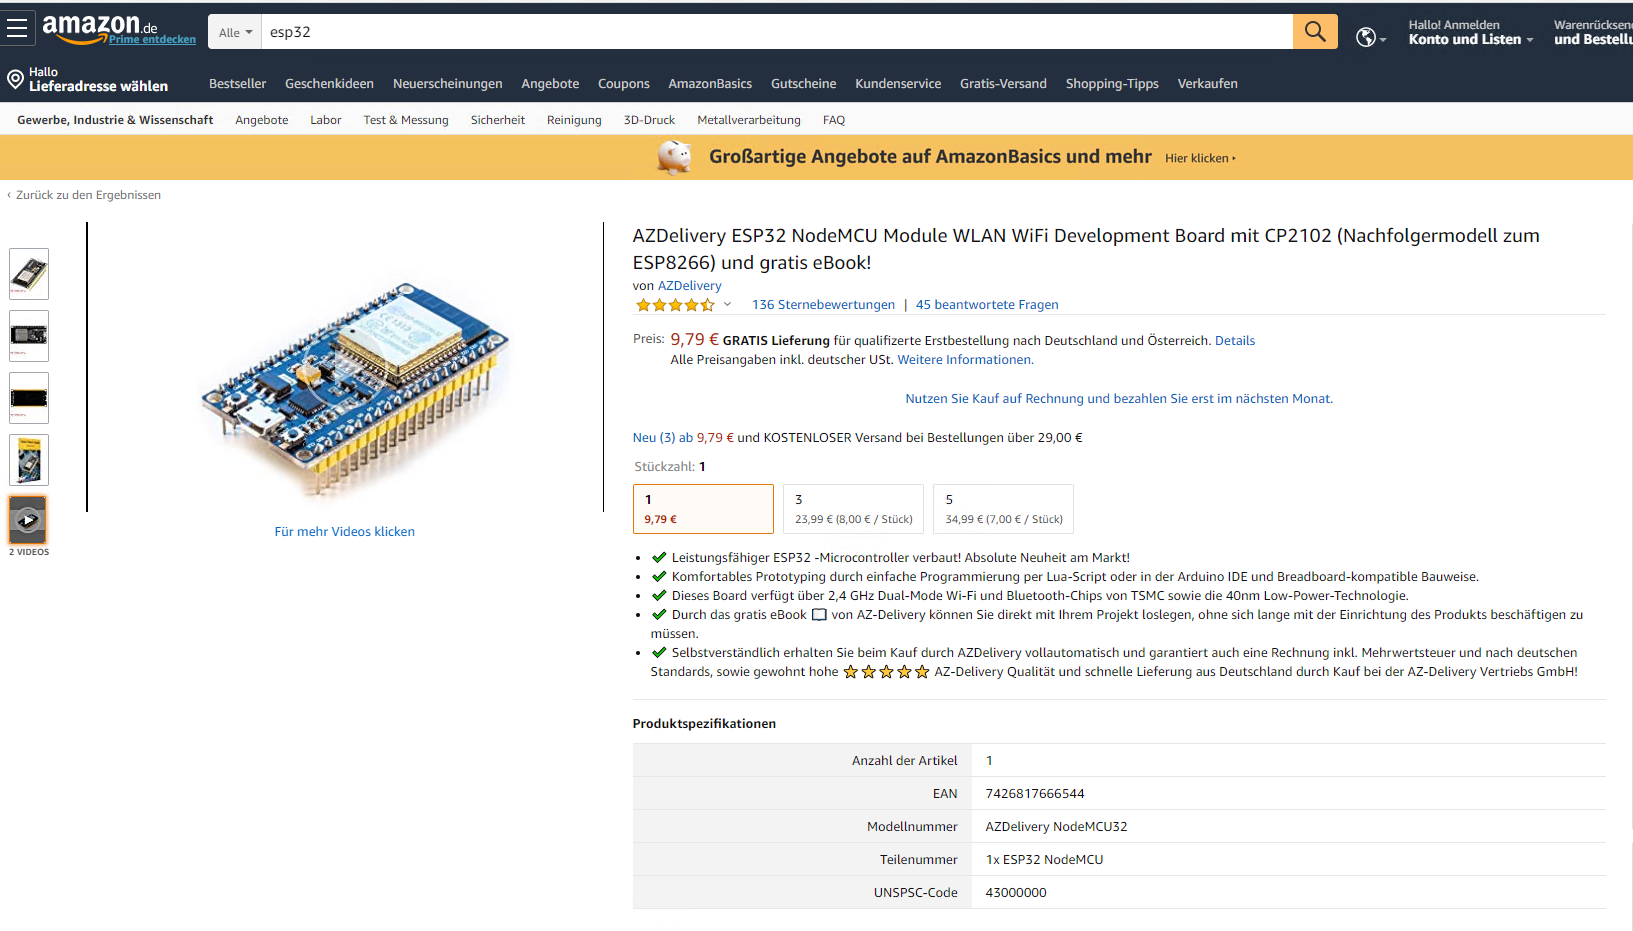 amazon.de
Prime entdecken
Alle
esp32
Hallo! Anmelden
Konto und Listen
Warenrücksen
und Bestellu
Hallo
Lieferadresse wählen
Bestseller Geschenkideen Neuerscheinungen Angebote Coupons AmazonBasics Gutscheine Kundenservice Gratis-Versand Shopping-Tipps Verkaufen
Gewerbe, Industrie & Wissenschaft Angebote Labor Test & Messung Sicherheit Reinigung 3D-Druck Metallverarbeitung FAQ
Großartige Angebote auf AmazonBasics und mehr Hier klicken ▸
‹ Zurück zu den Ergebnissen
2 VIDEOS
Für mehr Videos klicken
AZDelivery ESP32 NodeMCU Module WLAN WiFi Development Board mit CP2102 (Nachfolgermodell zum
ESP8266) und gratis eBook!
von AZDelivery
136 Sternebewertungen | 45 beantwortete Fragen
Preis: 9,79 € GRATIS Lieferung für qualifizerte Erstbestellung nach Deutschland und Österreich. Details
Alle Preisangaben inkl. deutscher USt. Weitere Informationen.
Nutzen Sie Kauf auf Rechnung und bezahlen Sie erst im nächsten Monat.
Neu (3) ab 9,79 € und KOSTENLOSER Versand bei Bestellungen über 29,00 €
Stückzahl: 1
1
9,79 €
3
23,99 € (8,00 € / Stück)
5
34,99 € (7,00 € / Stück)
• ✔ Leistungsfähiger ESP32 -Microcontroller verbaut! Absolute Neuheit am Markt!
• ✔ Komfortables Prototyping durch einfache Programmierung per Lua-Script oder in der Arduino IDE und Breadboard-kompatible Bauweise.
• ✔ Dieses Board verfügt über 2,4 GHz Dual-Mode Wi-Fi und Bluetooth-Chips von TSMC sowie die 40nm Low-Power-Technologie.
• ✔ Durch das gratis eBook 📖 von AZ-Delivery können Sie direkt mit Ihrem Projekt loslegen, ohne sich lange mit der Einrichtung des Produkts beschäftigen zu
müssen.
• ✔ Selbstverständlich erhalten Sie beim Kauf durch AZDelivery vollautomatisch und garantiert auch eine Rechnung inkl. Mehrwertsteuer und nach deutschen
Standards, sowie gewohnt hohe ⭐⭐⭐⭐⭐ AZ-Delivery Qualität und schnelle Lieferung aus Deutschland durch Kauf bei der AZ-Delivery Vertriebs GmbH!
Produktspezifikationen
Anzahl der Artikel 1
EAN 7426817666544
Modellnummer AZDelivery NodeMCU32
Teilenummer 1x ESP32 NodeMCU
UNSPSC-Code 43000000